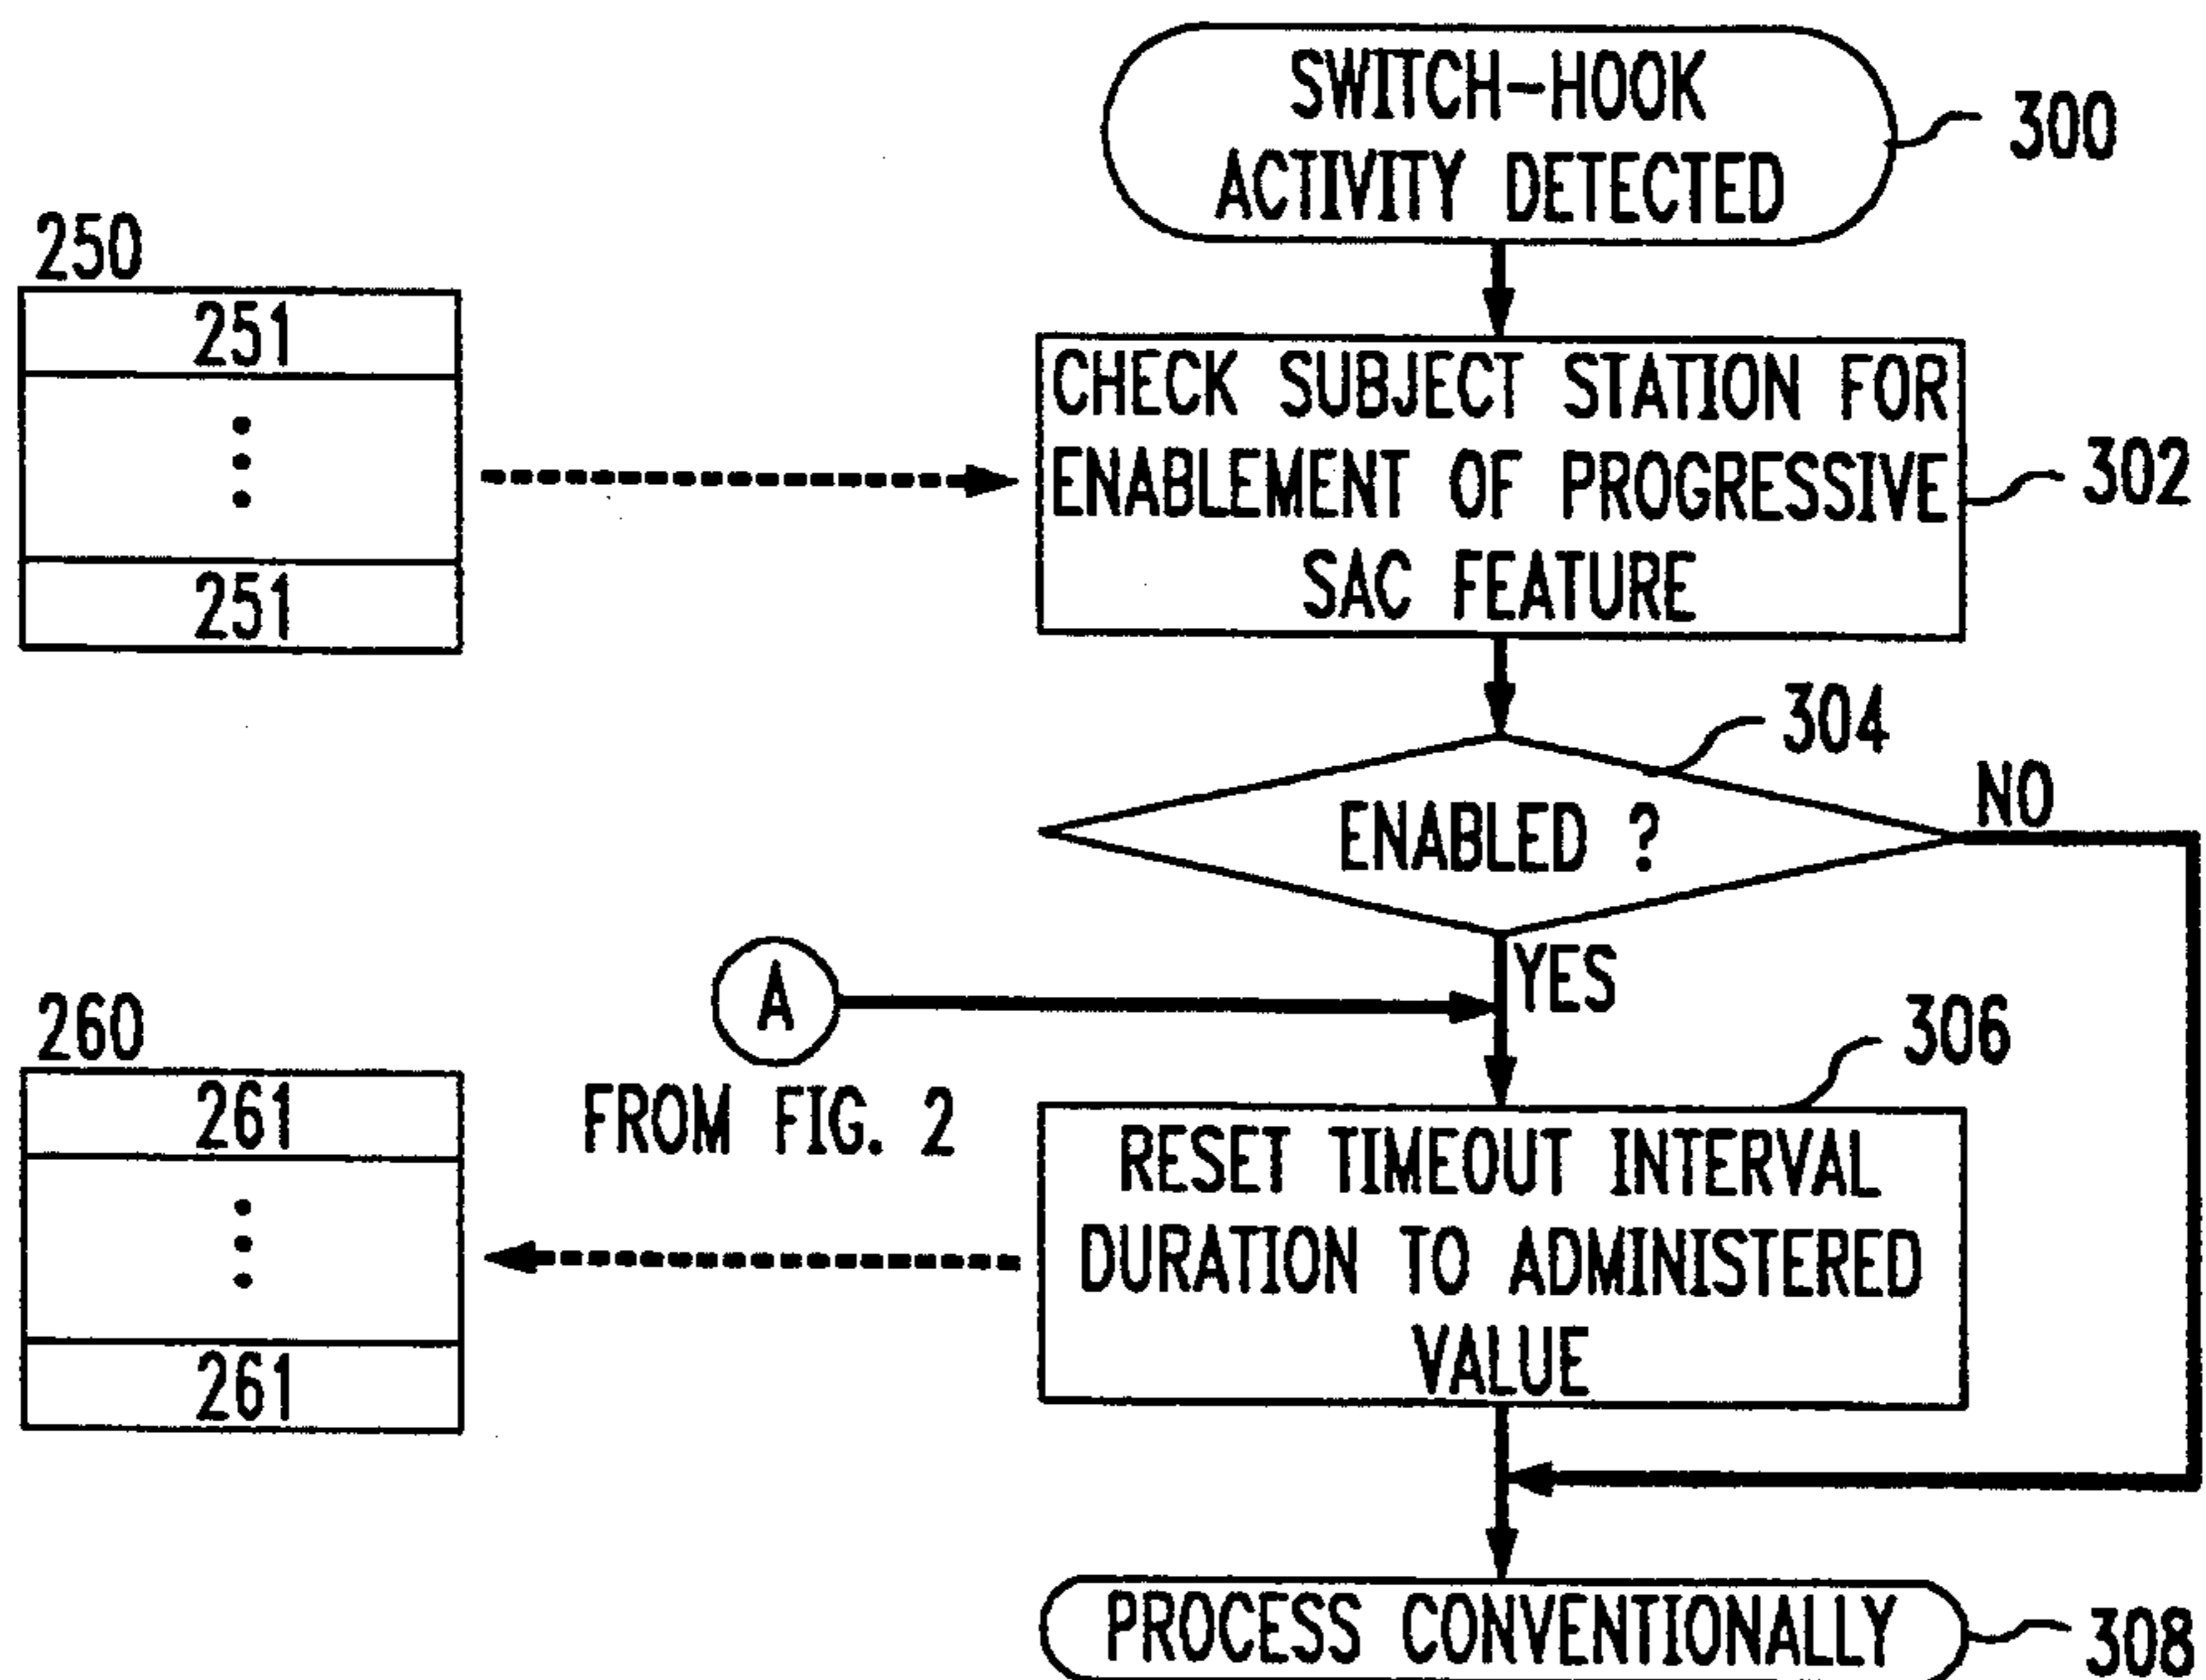 SWITCH-HOOK
ACTIVITY DETECTED
300
250
251
251
CHECK SUBJECT STATION FOR
ENABLEMENT OF PROGRESSIVE
SAC FEATURE
302
304
ENABLED ?
NO
YES
A
FROM FIG. 2
260
261
261
306
RESET TIMEOUT INTERVAL
DURATION TO ADMINISTERED
VALUE
PROCESS CONVENTIONALLY
308